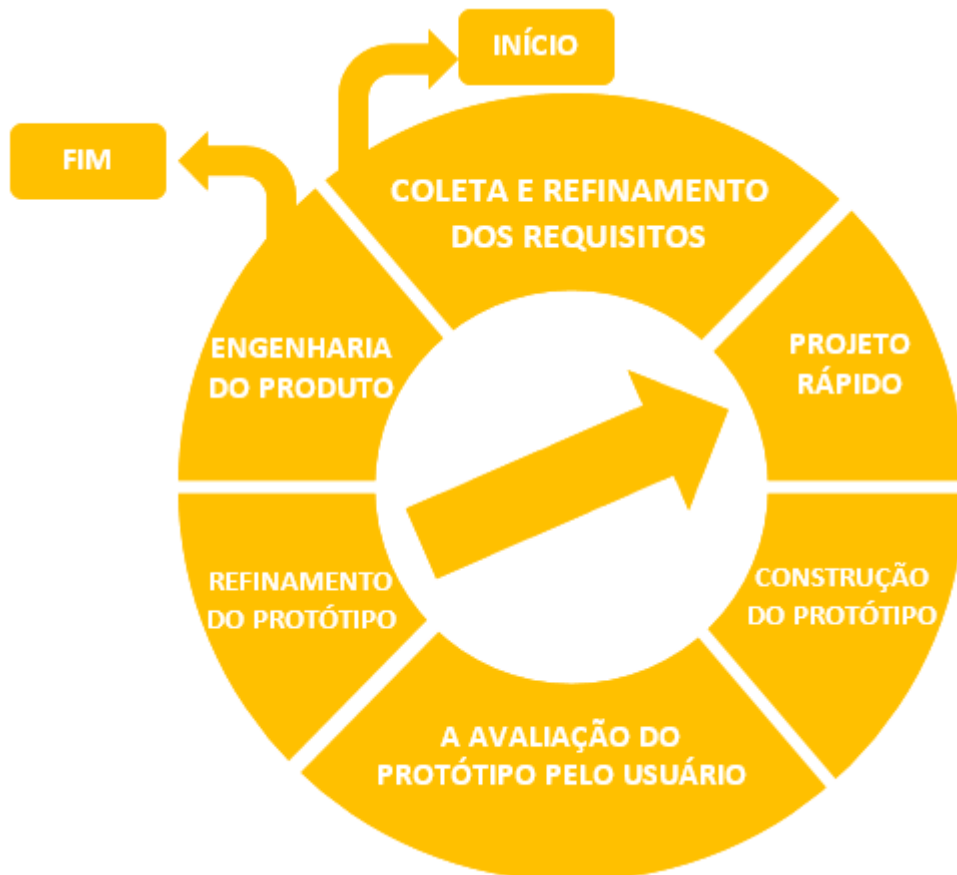 INÍCIO
FIM
COLETA E REFINAMENTO
DOS REQUISITOS
PROJETO
RÁPIDO
CONSTRUÇÃO
DO PROTÓTIPO
A AVALIAÇÃO DO
PROTÓTIPO PELO USUÁRIO
REFINAMENTO
DO PROTÓTIPO
ENGENHARIA
DO PRODUTO